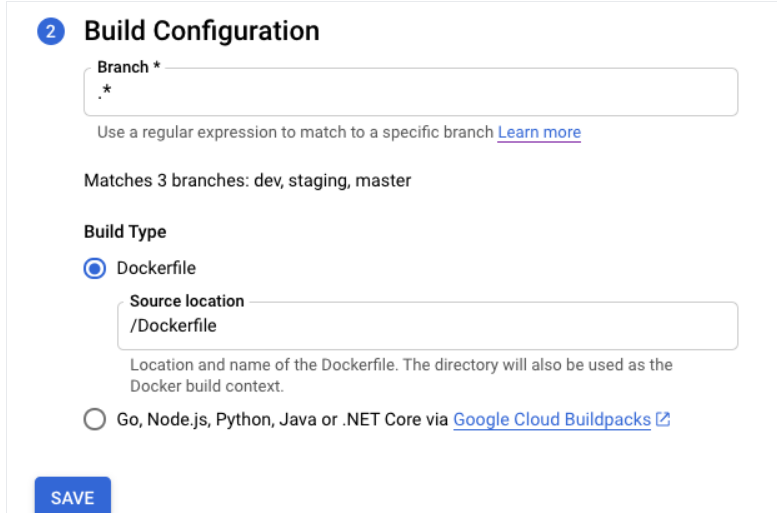 2 Build Configuration
Branch *
.*
Use a regular expression to match to a specific branch Learn more
Matches 3 branches: dev, staging, master
Build Type
Dockerfile
Source location
/Dockerfile
Location and name of the Dockerfile. The directory will also be used as the
Docker build context.
Go, Node.js, Python, Java or .NET Core via Google Cloud Buildpacks
SAVE